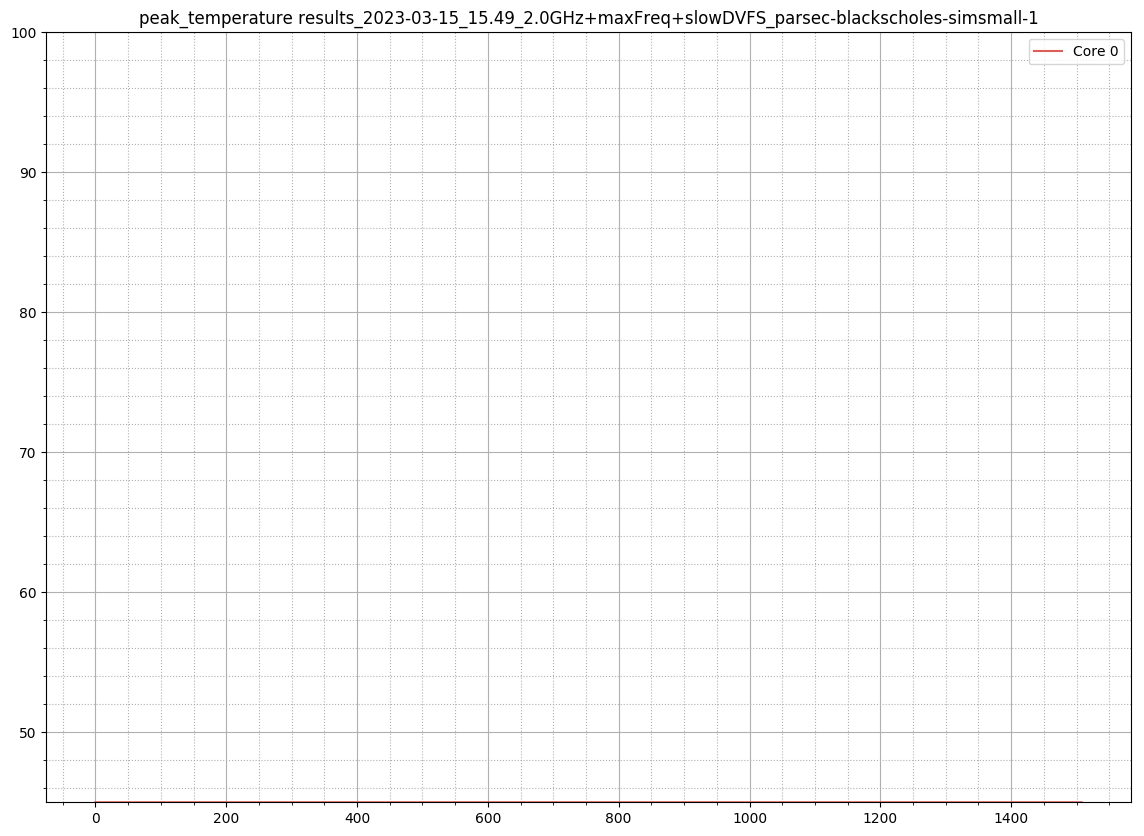 peak_temperature results_2023-03-15_15.49_2.0GHz+maxFreq+slowDVFS_parsec-blackscholes-simsmall-1
Core 0
100
90
80
70
60
50
0 200 400 600 800 1000 1200 1400